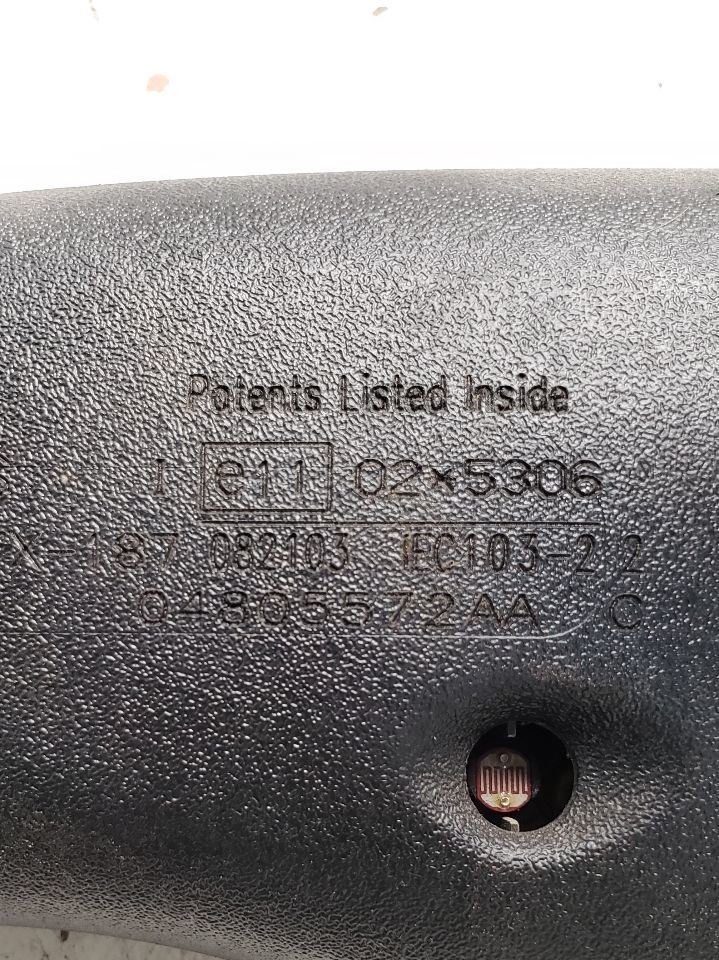 Patents Listed Inside
I e11 02*5306
X-187 082103 IEC103-2 2
04805572AA C